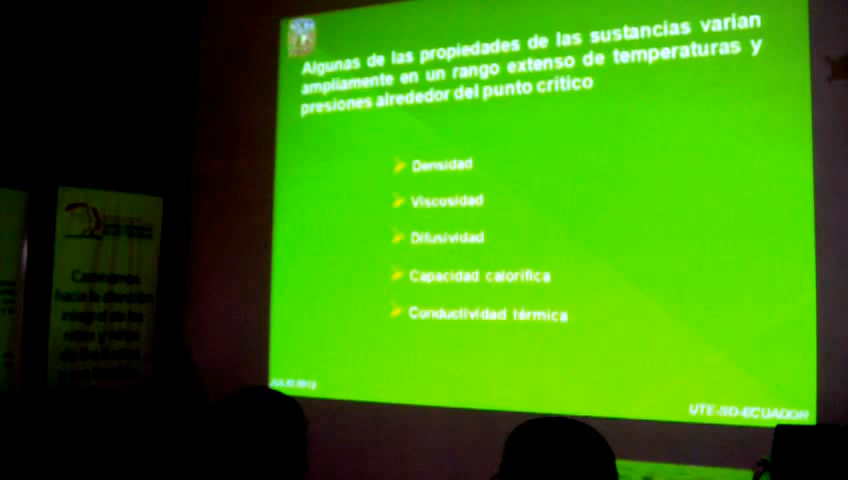 Algunas de las propiedades de las sustancias varian
ampliamente en un rango extenso de temperaturas y
presiones alrededor del punto critico
Densidad
Viscosidad
Difusividad
Capacidad calorífica
Conductividad térmica
UTE-SD-ECUADOR